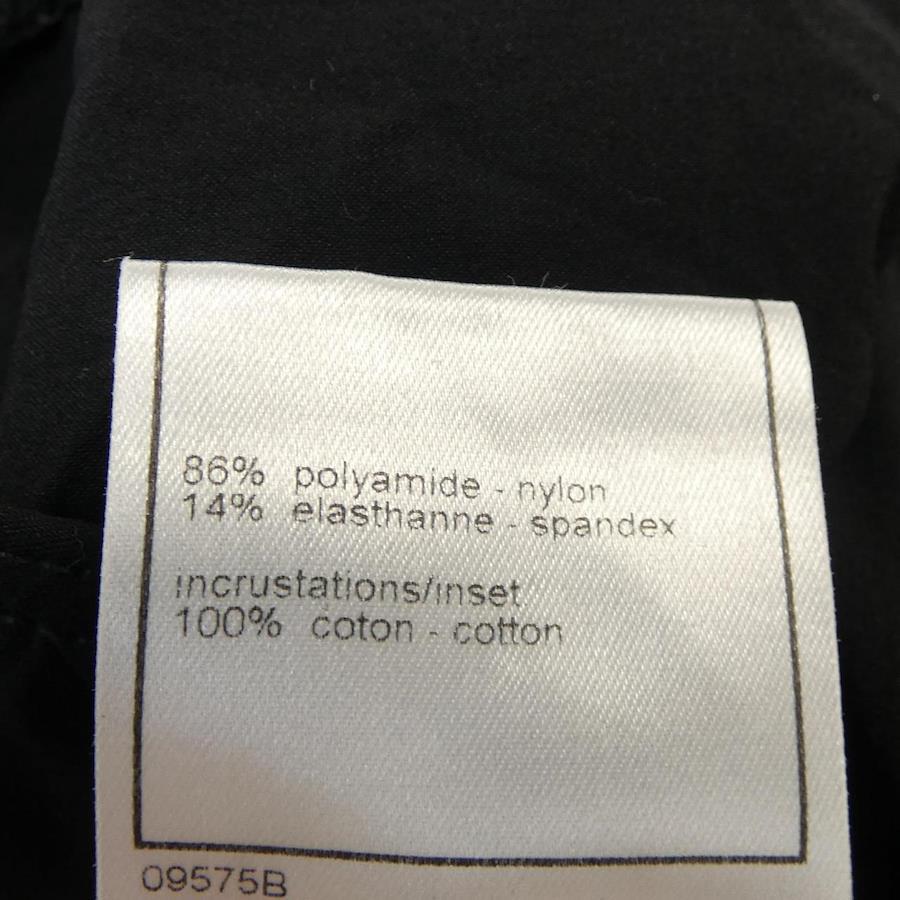 86% polyamide - nylon
14% elasthanne - spandex
incrustations/inset
100% coton - cotton
09575B